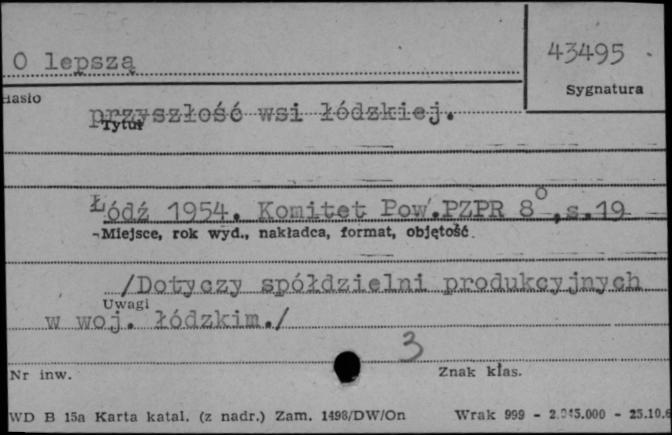 O lepszą
43495
Sygnatura
Hasło
przyszłość wsi łódzkiej.
Tytuł
Łódź 1954. Komitet Pow.PZPR 8°,s.19
Miejsce, rok wyd., nakładca, format, objętość.
/Dotyczy spółdzielni produkcyjnych
Uwagi
w woj. łódzkim./
3
Nr inw.
Znak klas.
WD B 15a Karta katal. (z nadr.) Zam. 1498/DW/On Wrak 999 - 2.045.000 - 25.10.6